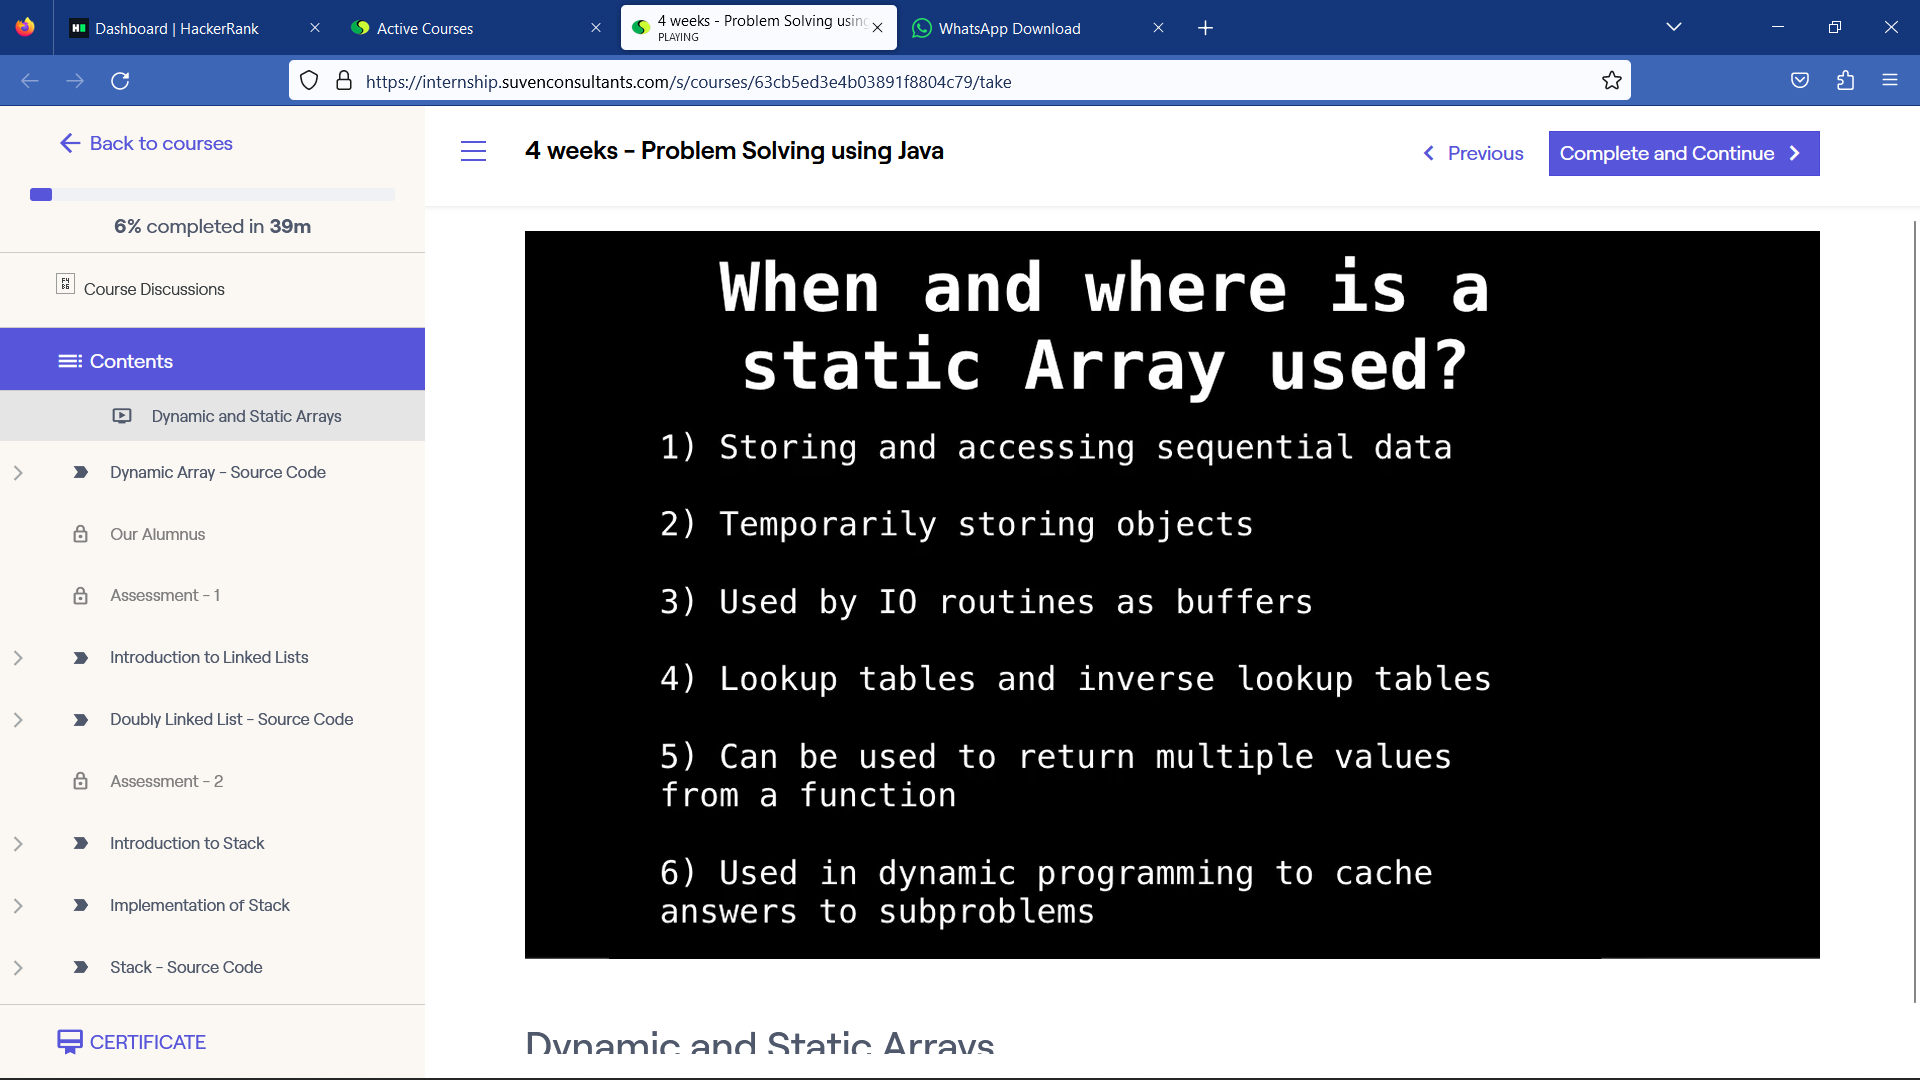 Dashboard | HackerRank
Active Courses
4 weeks - Problem Solving using
PLAYING
WhatsApp Download
https://internship.suvenconsultants.com/s/courses/63cb5ed3e4b03891f8804c79/take
Back to courses
6% completed in 39m
Course Discussions
Contents
Dynamic and Static Arrays
Dynamic Array - Source Code
Our Alumnus
Assessment - 1
Introduction to Linked Lists
Doubly Linked List - Source Code
Assessment - 2
Introduction to Stack
Implementation of Stack
Stack - Source Code
CERTIFICATE
4 weeks - Problem Solving using Java
Previous
Complete and Continue
When and where is a
static Array used?
1) Storing and accessing sequential data
2) Temporarily storing objects
3) Used by IO routines as buffers
4) Lookup tables and inverse lookup tables
5) Can be used to return multiple values
from a function
6) Used in dynamic programming to cache
answers to subproblems
Dynamic and Static Arrays